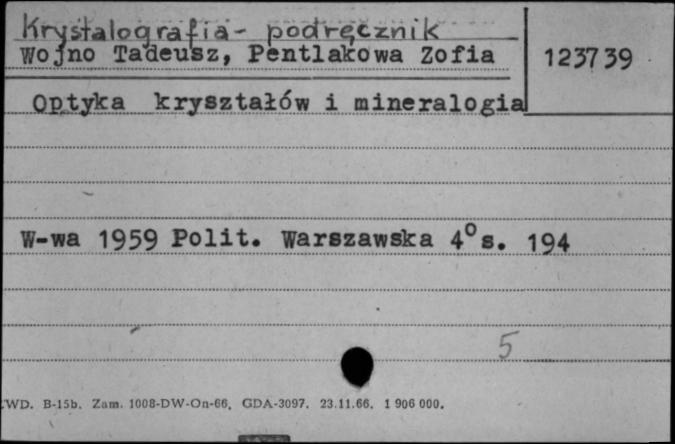 Krystalografia - podręcznik
Wojno Tadeusz, Pentlakowa Zofia
123739
Optyka kryształów i mineralogia
W-wa 1959 Polit. Warszawska 4° s. 194
5
WD. B-15b. Zam. 1008-DW-On-66. GDA-3097. 23.11.66. 1 906 000.